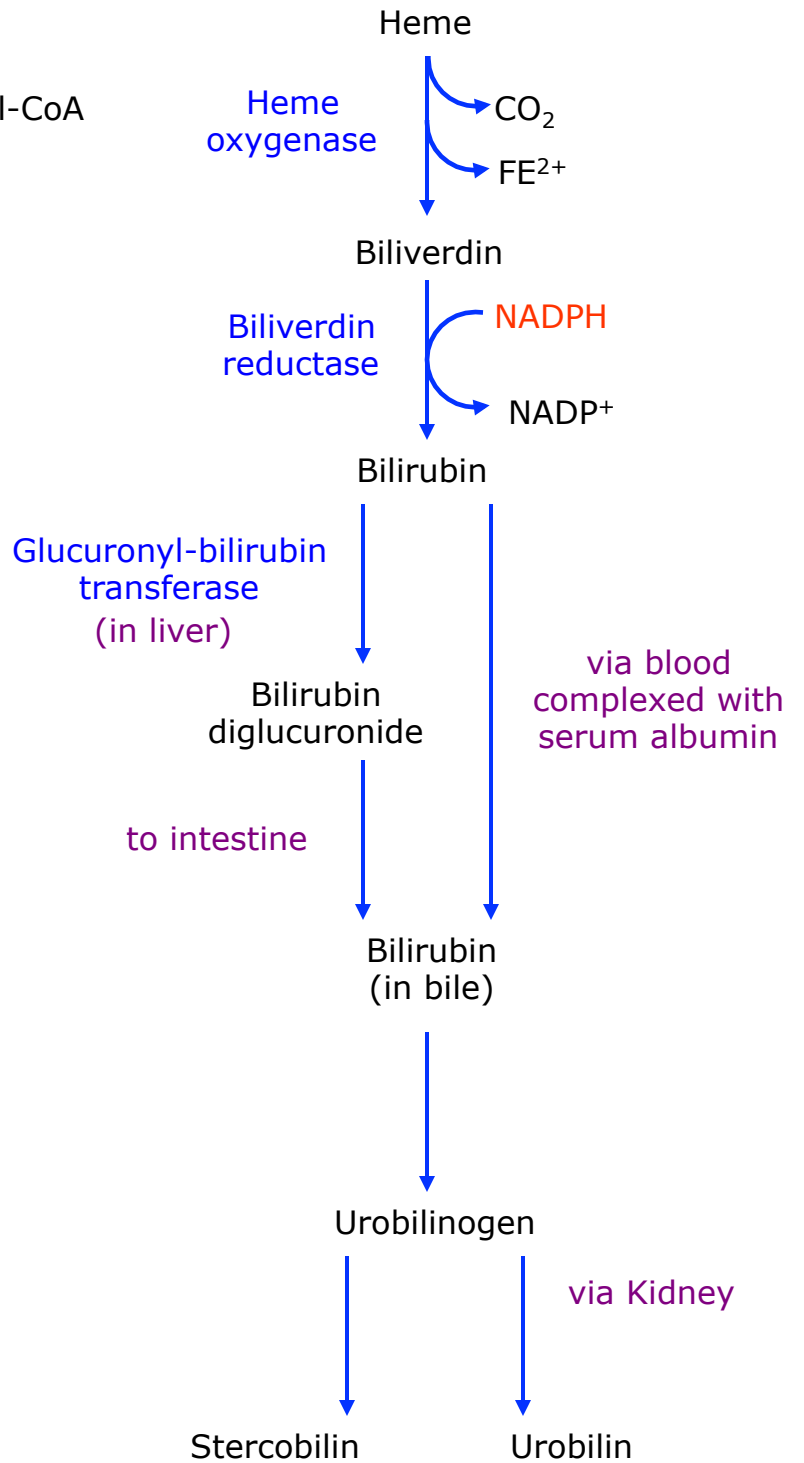 Heme
l-CoA
Heme
oxygenase
CO₂
FE²⁺
Biliverdin
Biliverdin
reductase
NADPH
NADP⁺
Bilirubin
Glucuronyl-bilirubin
transferase
(in liver)
via blood
complexed with
serum albumin
Bilirubin
diglucuronide
to intestine
Bilirubin
(in bile)
Urobilinogen
via Kidney
Stercobilin
Urobilin